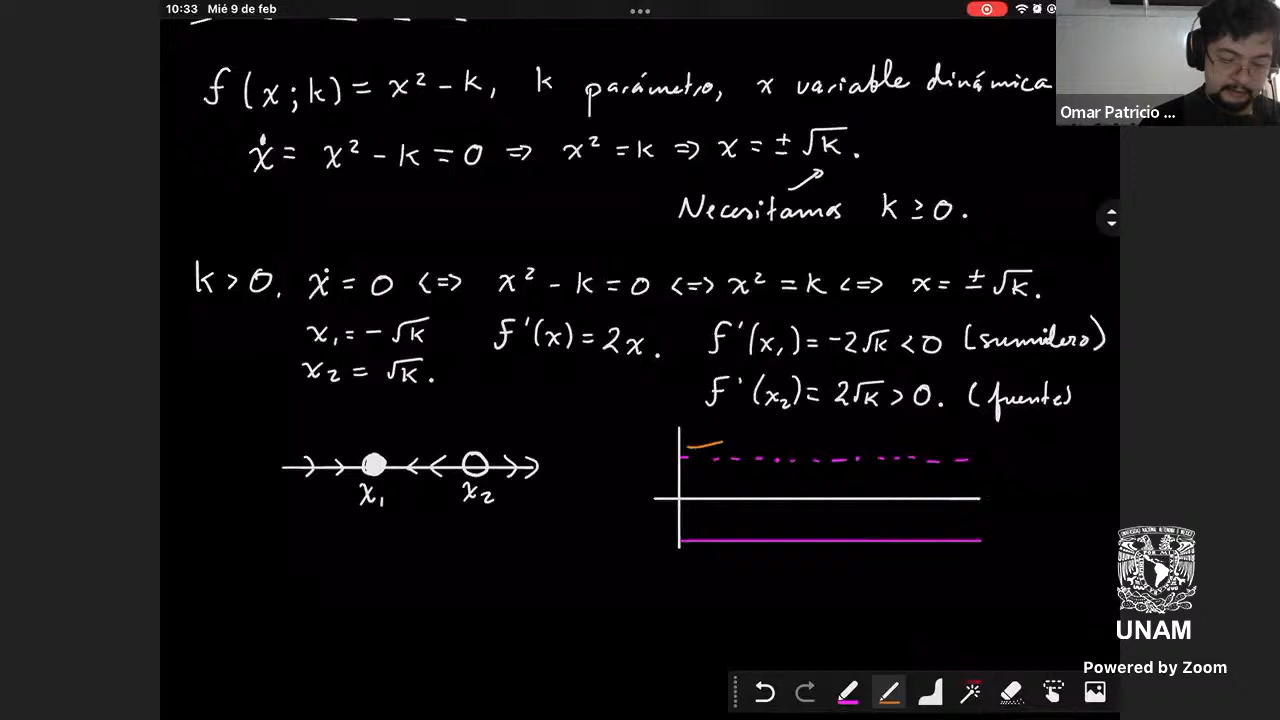 10:33 Mié 9 de feb
f(x;k) = x² - k, k parámetro, x variable dinámica
Omar Patricio ...
ẋ = x² - k = 0 ⇒ x² = k ⇒ x = ± √k.
Necesitamos k ≥ 0.
k > 0, ẋ = 0 <=> x² - k = 0 <=> x² = k <=> x = ± √k.
x₁ = - √k f'(x) = 2x. f'(x₁) = -2√k < 0 (sumidero)
x₂ = √k. f'(x₂) = 2√k > 0. (fuente)
x₁ x₂
UNAM
Powered by Zoom